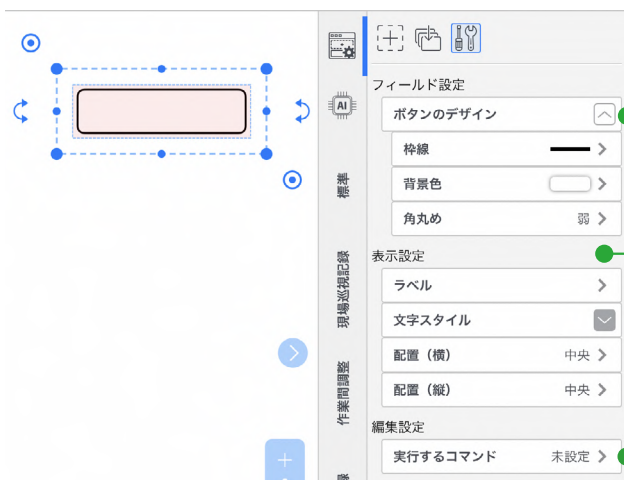 AI
標準
現場巡視記録
作業間調整
フィールド設定
ボタンのデザイン
枠線
背景色
角丸め 弱
表示設定
ラベル
文字スタイル
配置（横） 中央
配置（縦） 中央
編集設定
実行するコマンド 未設定